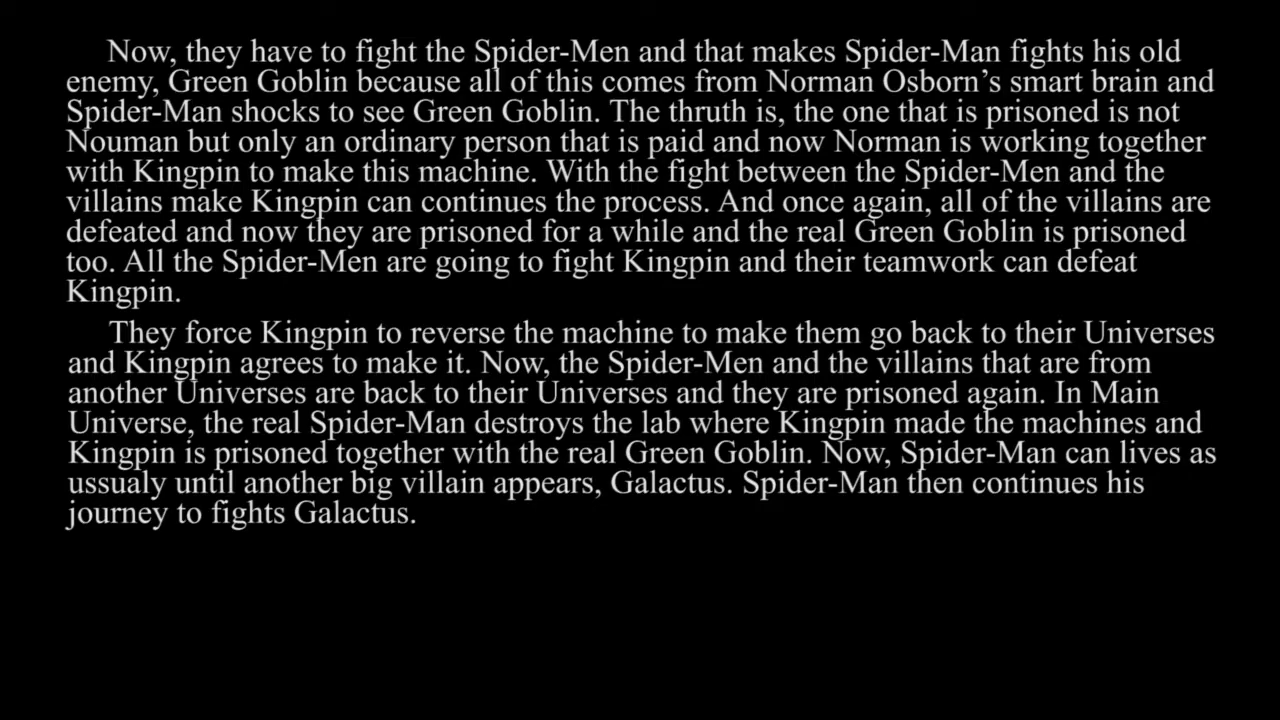 Now, they have to fight the Spider-Men and that makes Spider-Man fights his old
enemy, Green Goblin because all of this comes from Norman Osborn’s smart brain and
Spider-Man shocks to see Green Goblin. The thruth is, the one that is prisoned is not
Nouman but only an ordinary person that is paid and now Norman is working together
with Kingpin to make this machine. With the fight between the Spider-Men and the
villains make Kingpin can continues the process. And once again, all of the villains are
defeated and now they are prisoned for a while and the real Green Goblin is prisoned
too. All the Spider-Men are going to fight Kingpin and their teamwork can defeat
Kingpin.
They force Kingpin to reverse the machine to make them go back to their Universes
and Kingpin agrees to make it. Now, the Spider-Men and the villains that are from
another Universes are back to their Universes and they are prisoned again. In Main
Universe, the real Spider-Man destroys the lab where Kingpin made the machines and
Kingpin is prisoned together with the real Green Goblin. Now, Spider-Man can lives as
ussualy until another big villain appears, Galactus. Spider-Man then continues his
journey to fights Galactus.